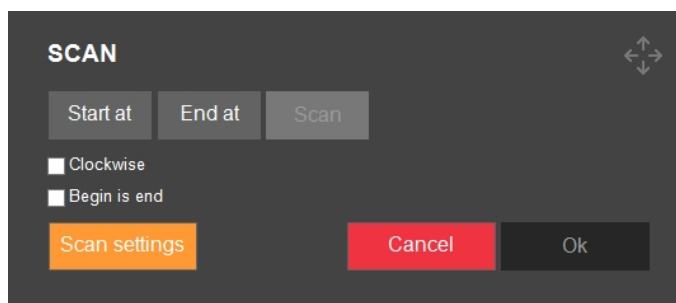 SCAN
Start at End at Scan
Clockwise
Begin is end
Scan settings Cancel Ok